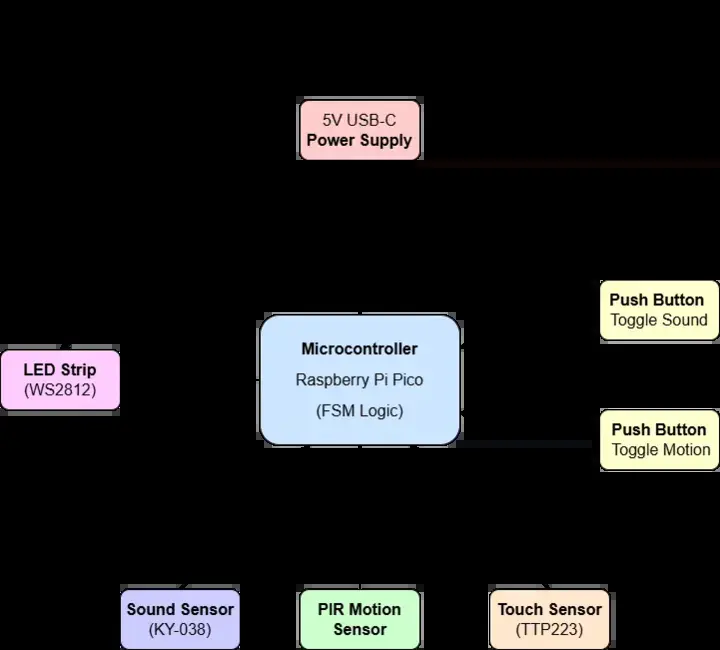 5V USB-C
Power Supply
Push Button
Toggle Sound
Microcontroller
Raspberry Pi Pico
(FSM Logic)
LED Strip
(WS2812)
Push Button
Toggle Motion
Sound Sensor
(KY-038)
PIR Motion
Sensor
Touch Sensor
(TTP223)